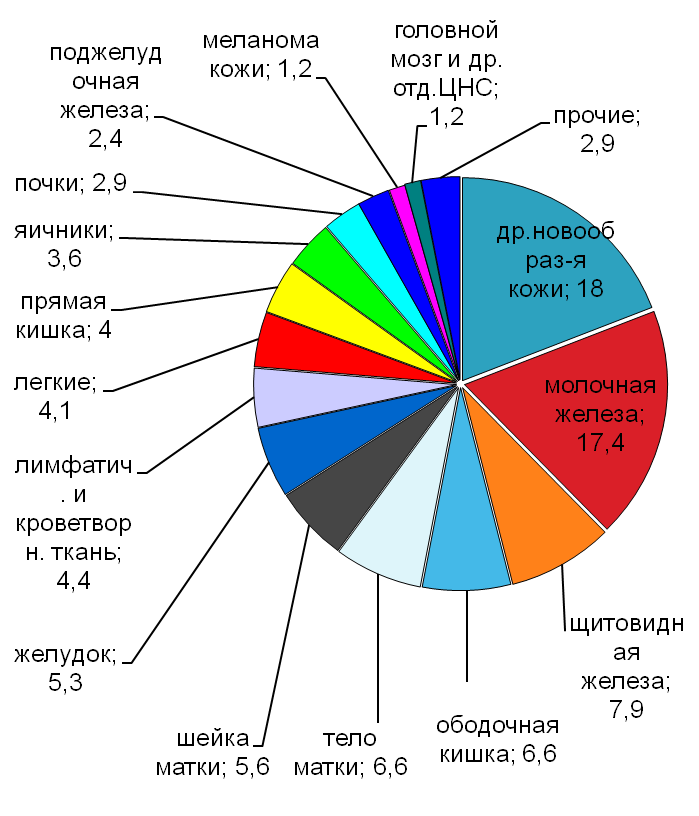 головной
мозг и др.
отд.ЦНС;
1,2
меланома
кожи; 1,2
поджелуд
очная
железа;
2,4
прочие;
2,9
почки; 2,9
яичники;
3,6
прямая
кишка; 4
легкие;
4,1
лимфатич
. и
кроветвор
н. ткань;
4,4
желудок;
5,3
шейка
матки; 5,6
тело
матки; 6,6
ободочная
кишка; 6,6
щитовидн
ая
железа;
7,9
молочная
железа;
17,4
др.новооб
раз-я
кожи; 18